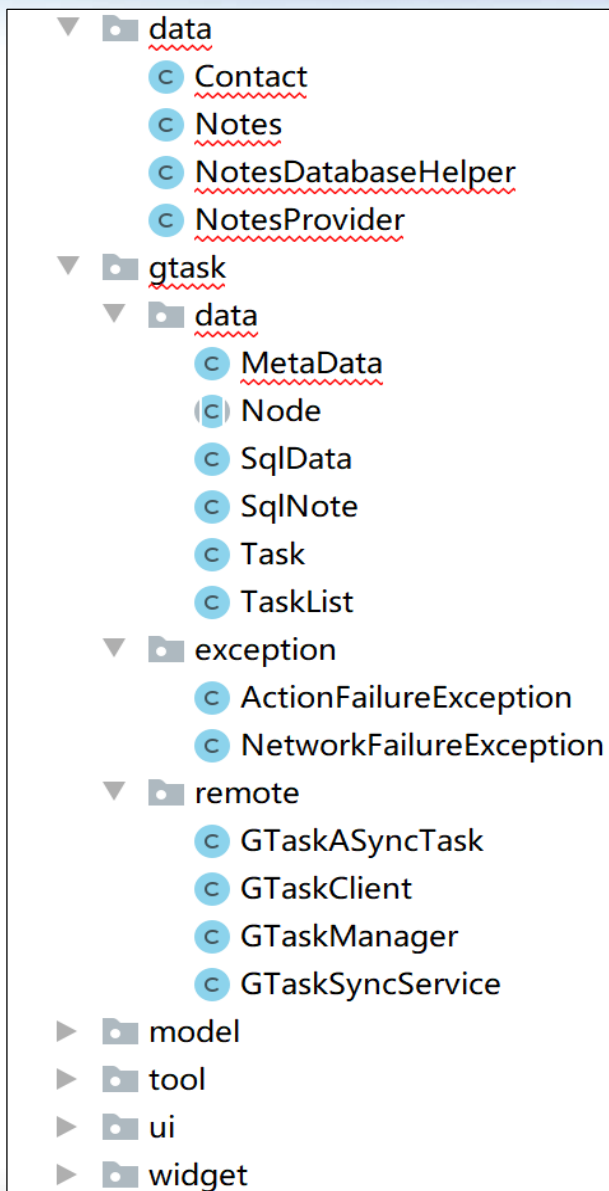 data
C Contact
C Notes
C NotesDatabaseHelper
C NotesProvider
gtask
data
C MetaData
C Node
C SqlData
C SqlNote
C Task
C TaskList
exception
C ActionFailureException
C NetworkFailureException
remote
C GTaskASyncTask
C GTaskClient
C GTaskManager
C GTaskSyncService
model
tool
ui
widget